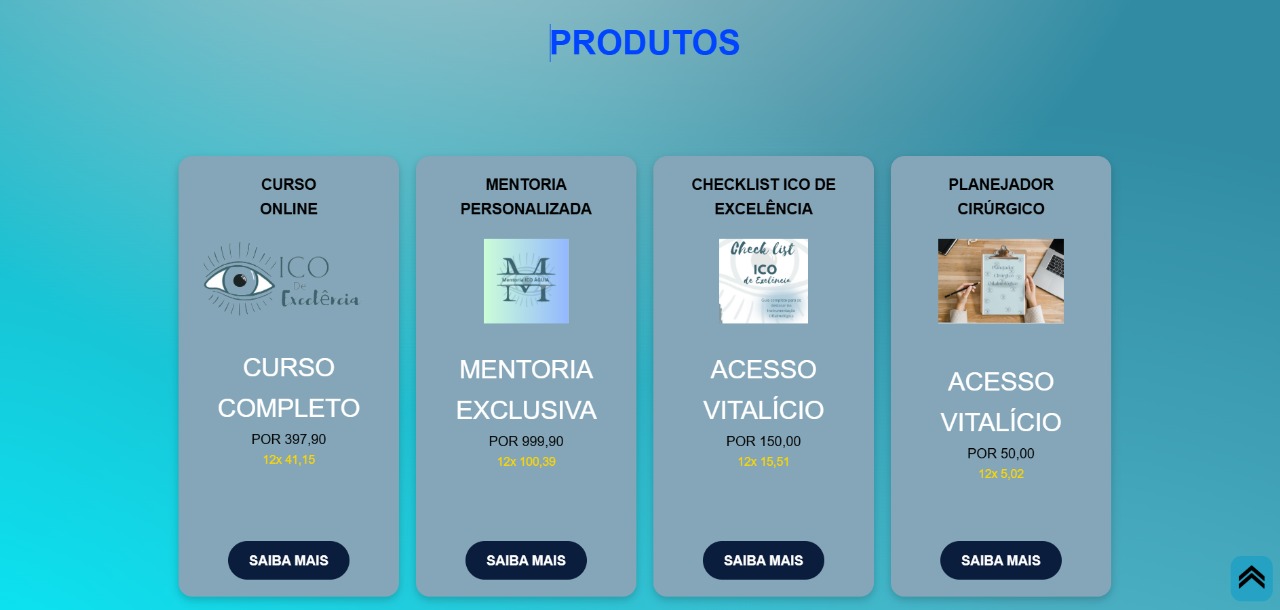 PRODUTOS
CURSO
ONLINE
ICO
De
Excelência
CURSO
COMPLETO
POR 397,90
12x 41,15
SAIBA MAIS
MENTORIA
PERSONALIZADA
M
MENTORIA
EXCLUSIVA
POR 999,90
12x 100,39
SAIBA MAIS
CHECKLIST ICO DE
EXCELÊNCIA
Check list
ICO
de Exelência
ACESSO
VITALÍCIO
POR 150,00
12x 15,51
SAIBA MAIS
PLANEJADOR
CIRÚRGICO
ACESSO
VITALÍCIO
POR 50,00
12x 5,02
SAIBA MAIS